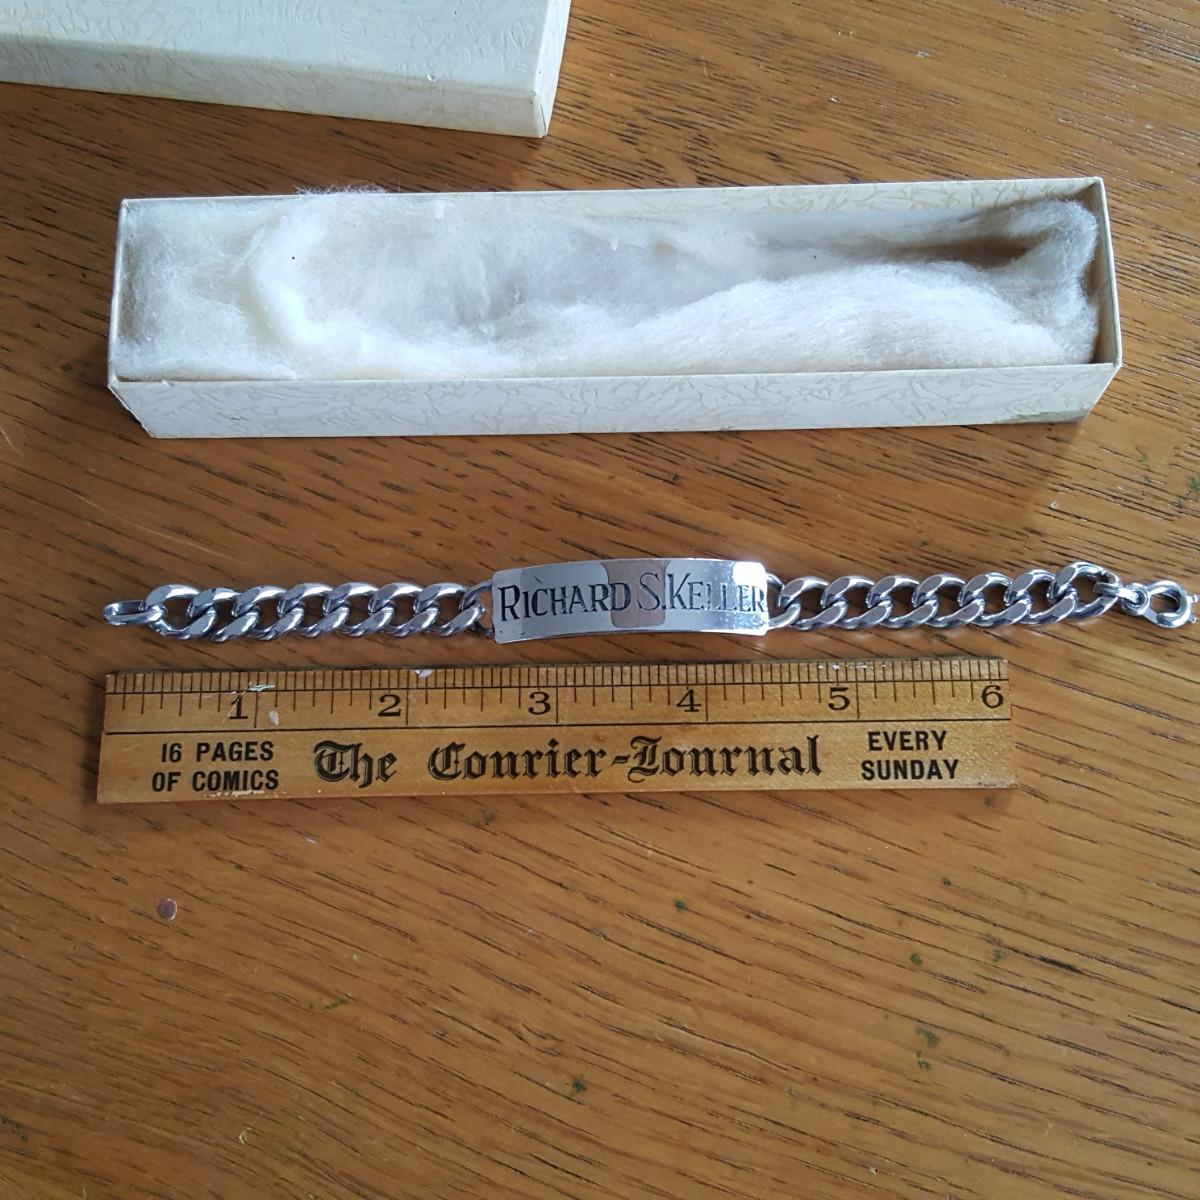 RICHARD S. KELLER
1 2 3 4 5 6
16 PAGES
OF COMICS
The Courier-Journal
EVERY
SUNDAY